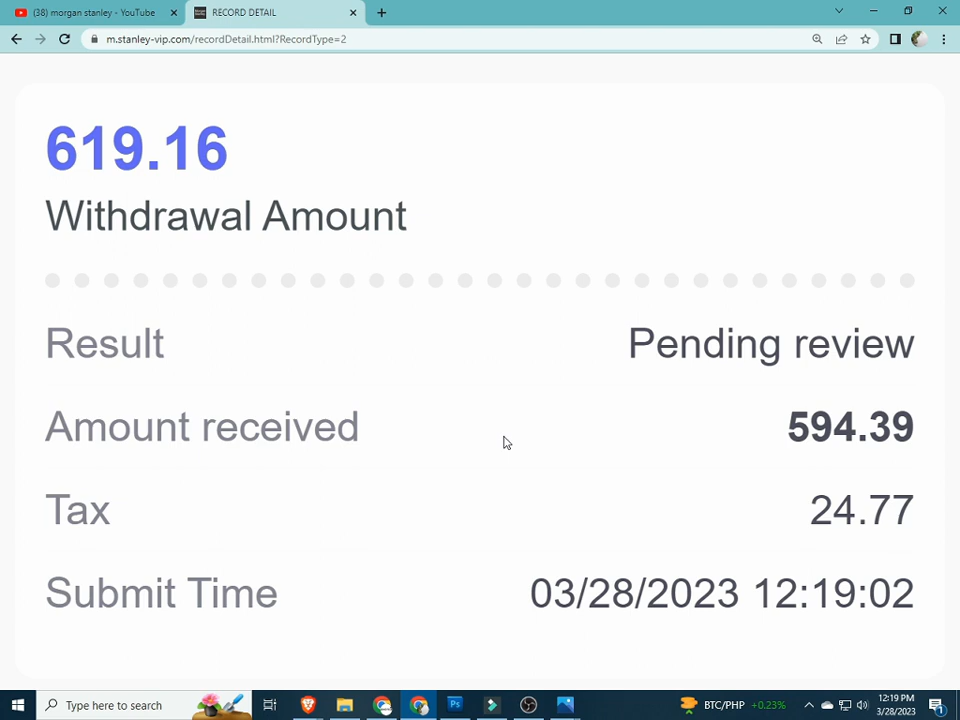 (38) morgan stanley - YouTube
RECORD DETAIL
m.stanley-vip.com/recordDetail.html?RecordType=2
619.16
Withdrawal Amount
Result Pending review
Amount received 594.39
Tax 24.77
Submit Time 03/28/2023 12:19:02
Type here to search
Ps
BTC/PHP +0.23%
12:19 PM
3/28/2023
1